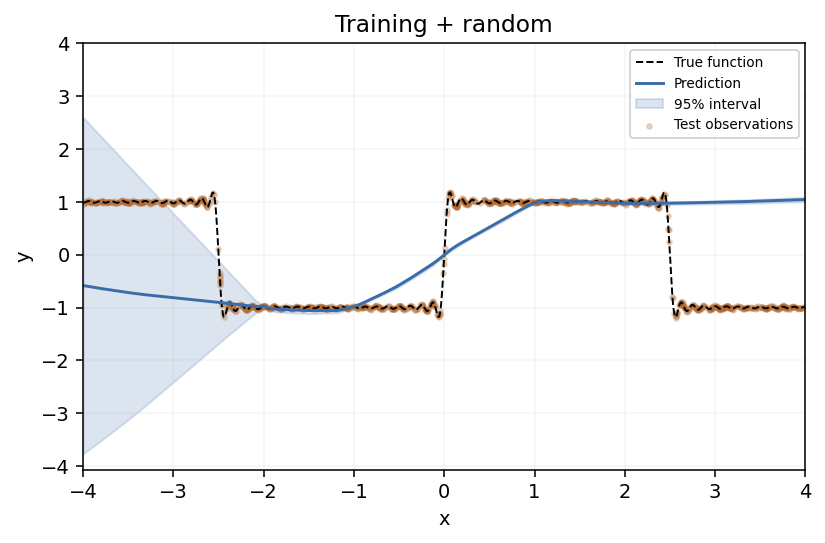 Training + random
True function
Prediction
95% interval
Test observations
4
3
2
1
0
−1
−2
−3
−4
y
−4 −3 −2 −1 0 1 2 3 4
x